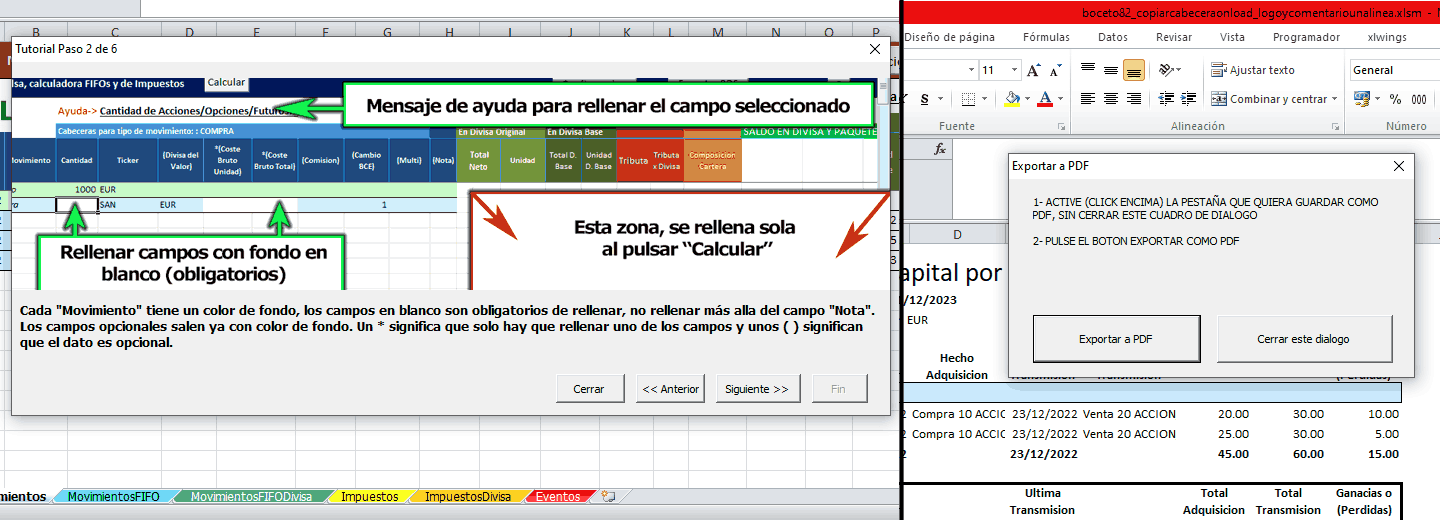 B C D E F G H I J K L M N O P
Tutorial Paso 2 de 6
isa, calculadora FIFOs y de Impuestos
Calcular
Ayuda-> Cantidad de Acciones/Opciones/Futuros
Mensaje de ayuda para rellenar el campo seleccionado
Cabeceras para tipo de movimiento: : COMPRA
En Divisa Original
En Divisa Base
SALDO EN DIVISA Y PAQUETE
Movimiento
Cantidad
Ticker
(Divisa del Valor)
*(Coste Bruto Unidad)
*(Coste Bruto Total)
(Comision)
(Cambio BCE)
(Multi)
(Nota)
Total Neto
Unidad
Total D. Base
Unidad D. Base
Tributa
Tributa x Divisa
Composicion Cartera
1000 EUR
SAN EUR 1
Rellenar campos con fondo en
blanco (obligatorios)
Esta zona, se rellena sola
al pulsar “Calcular”
Cada "Movimiento" tiene un color de fondo, los campos en blanco son obligatorios de rellenar, no rellenar más alla del campo "Nota".
Los campos opcionales salen ya con color de fondo. Un * significa que solo hay que rellenar uno de los campos y unos ( ) significan
que el dato es opcional.
Cerrar
<< Anterior
Siguiente >>
Fin
mientos
MovimientosFIFO
MovimientosFIFODivisa
Impuestos
ImpuestosDivisa
Eventos
boceto82_copiarcabeceraonload_logoycomentariounalinea.xlsm -
Diseño de página
Fórmulas
Datos
Revisar
Vista
Programador
xlwings
11
A A
Ajustar texto
General
S
A
Combinar y centrar
% 000
Fuente
Alineación
Número
fx
Exportar a PDF
1- ACTIVE (CLICK ENCIMA) LA PESTAÑA QUE QUIERA GUARDAR COMO
PDF, SIN CERRAR ESTE CUADRO DE DIALOGO
2- PULSE EL BOTON EXPORTAR COMO PDF
Exportar a PDF
Cerrar este dialogo
D
apital por
/12/2023
EUR
Hecho
Adquisicion
Transmision
Transmision
(Perdidas)
2 Compra 10 ACCIC 23/12/2022 Venta 20 ACCION 20.00 30.00 10.00
2 Compra 10 ACCIC 23/12/2022 Venta 20 ACCION 25.00 30.00 5.00
2 23/12/2022 45.00 60.00 15.00
Ultima Total Total Ganacias o
Transmision Adquisicion Transmision (Perdidas)